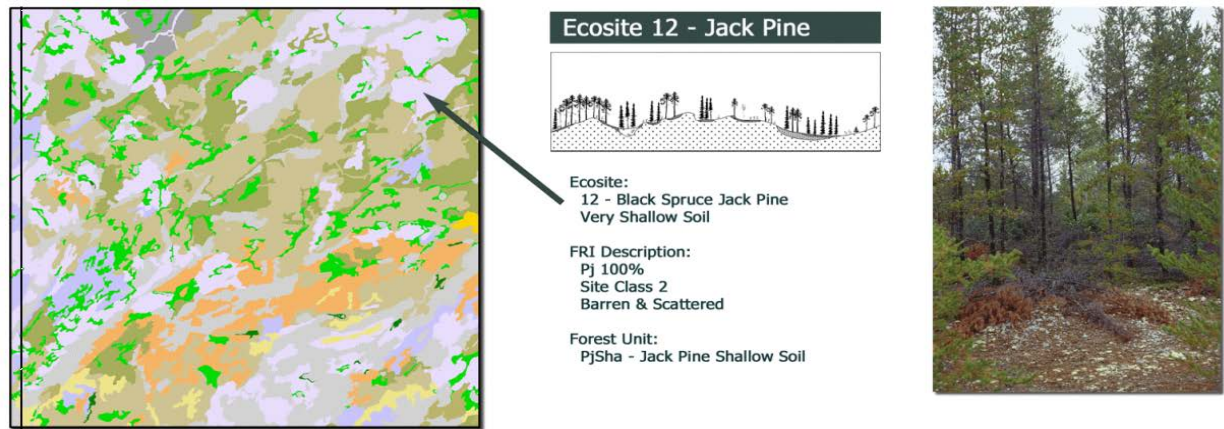 Ecosite 12 - Jack Pine
Ecosite:
12 - Black Spruce Jack Pine
Very Shallow Soil
FRI Description:
Pj 100%
Site Class 2
Barren & Scattered
Forest Unit:
PjSha - Jack Pine Shallow Soil